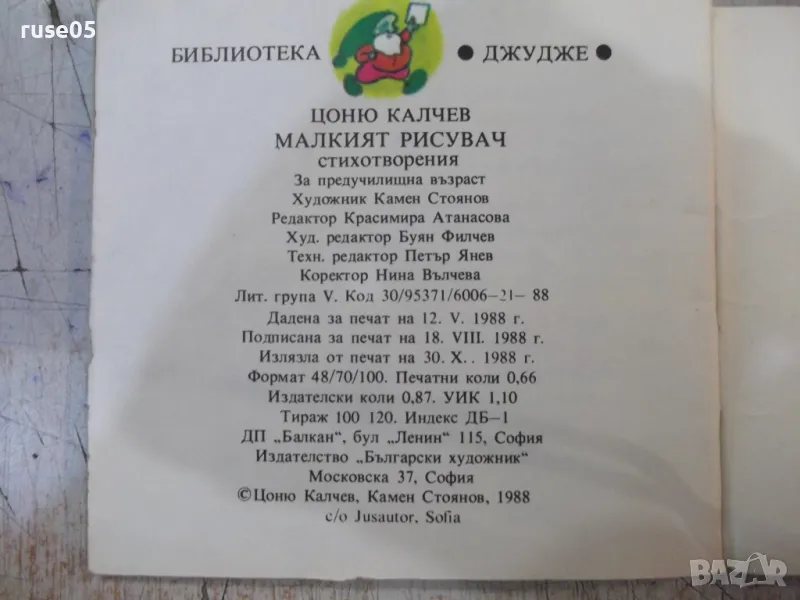 ruse05
БИБЛИОТЕКА ● ДЖУДЖЕ ●
ЦОНЮ КАЛЧЕВ
МАЛКИЯТ РИСУВАЧ
стихотворения
За предучилищна възраст
Художник Камен Стоянов
Редактор Красимира Атанасова
Худ. редактор Буян Филчев
Техн. редактор Петър Янев
Коректор Нина Вълчева
Лит. група V. Код 30/95371/6006—21— 88
Дадена за печат на 12. V. 1988 г.
Подписана за печат на 18. VIII. 1988 г.
Излязла от печат на 30. X. . 1988 г.
Формат 48/70/100. Печатни коли 0,66
Издателски коли 0,87. УИК 1,10
Тираж 100 120. Индекс ДБ—1
ДП „Балкан“, бул „Ленин“ 115, София
Издателство „Български художник“
Московска 37, София
©Цоню Калчев, Камен Стоянов, 1988
c/o Jusautor, Sofia
BAZAR